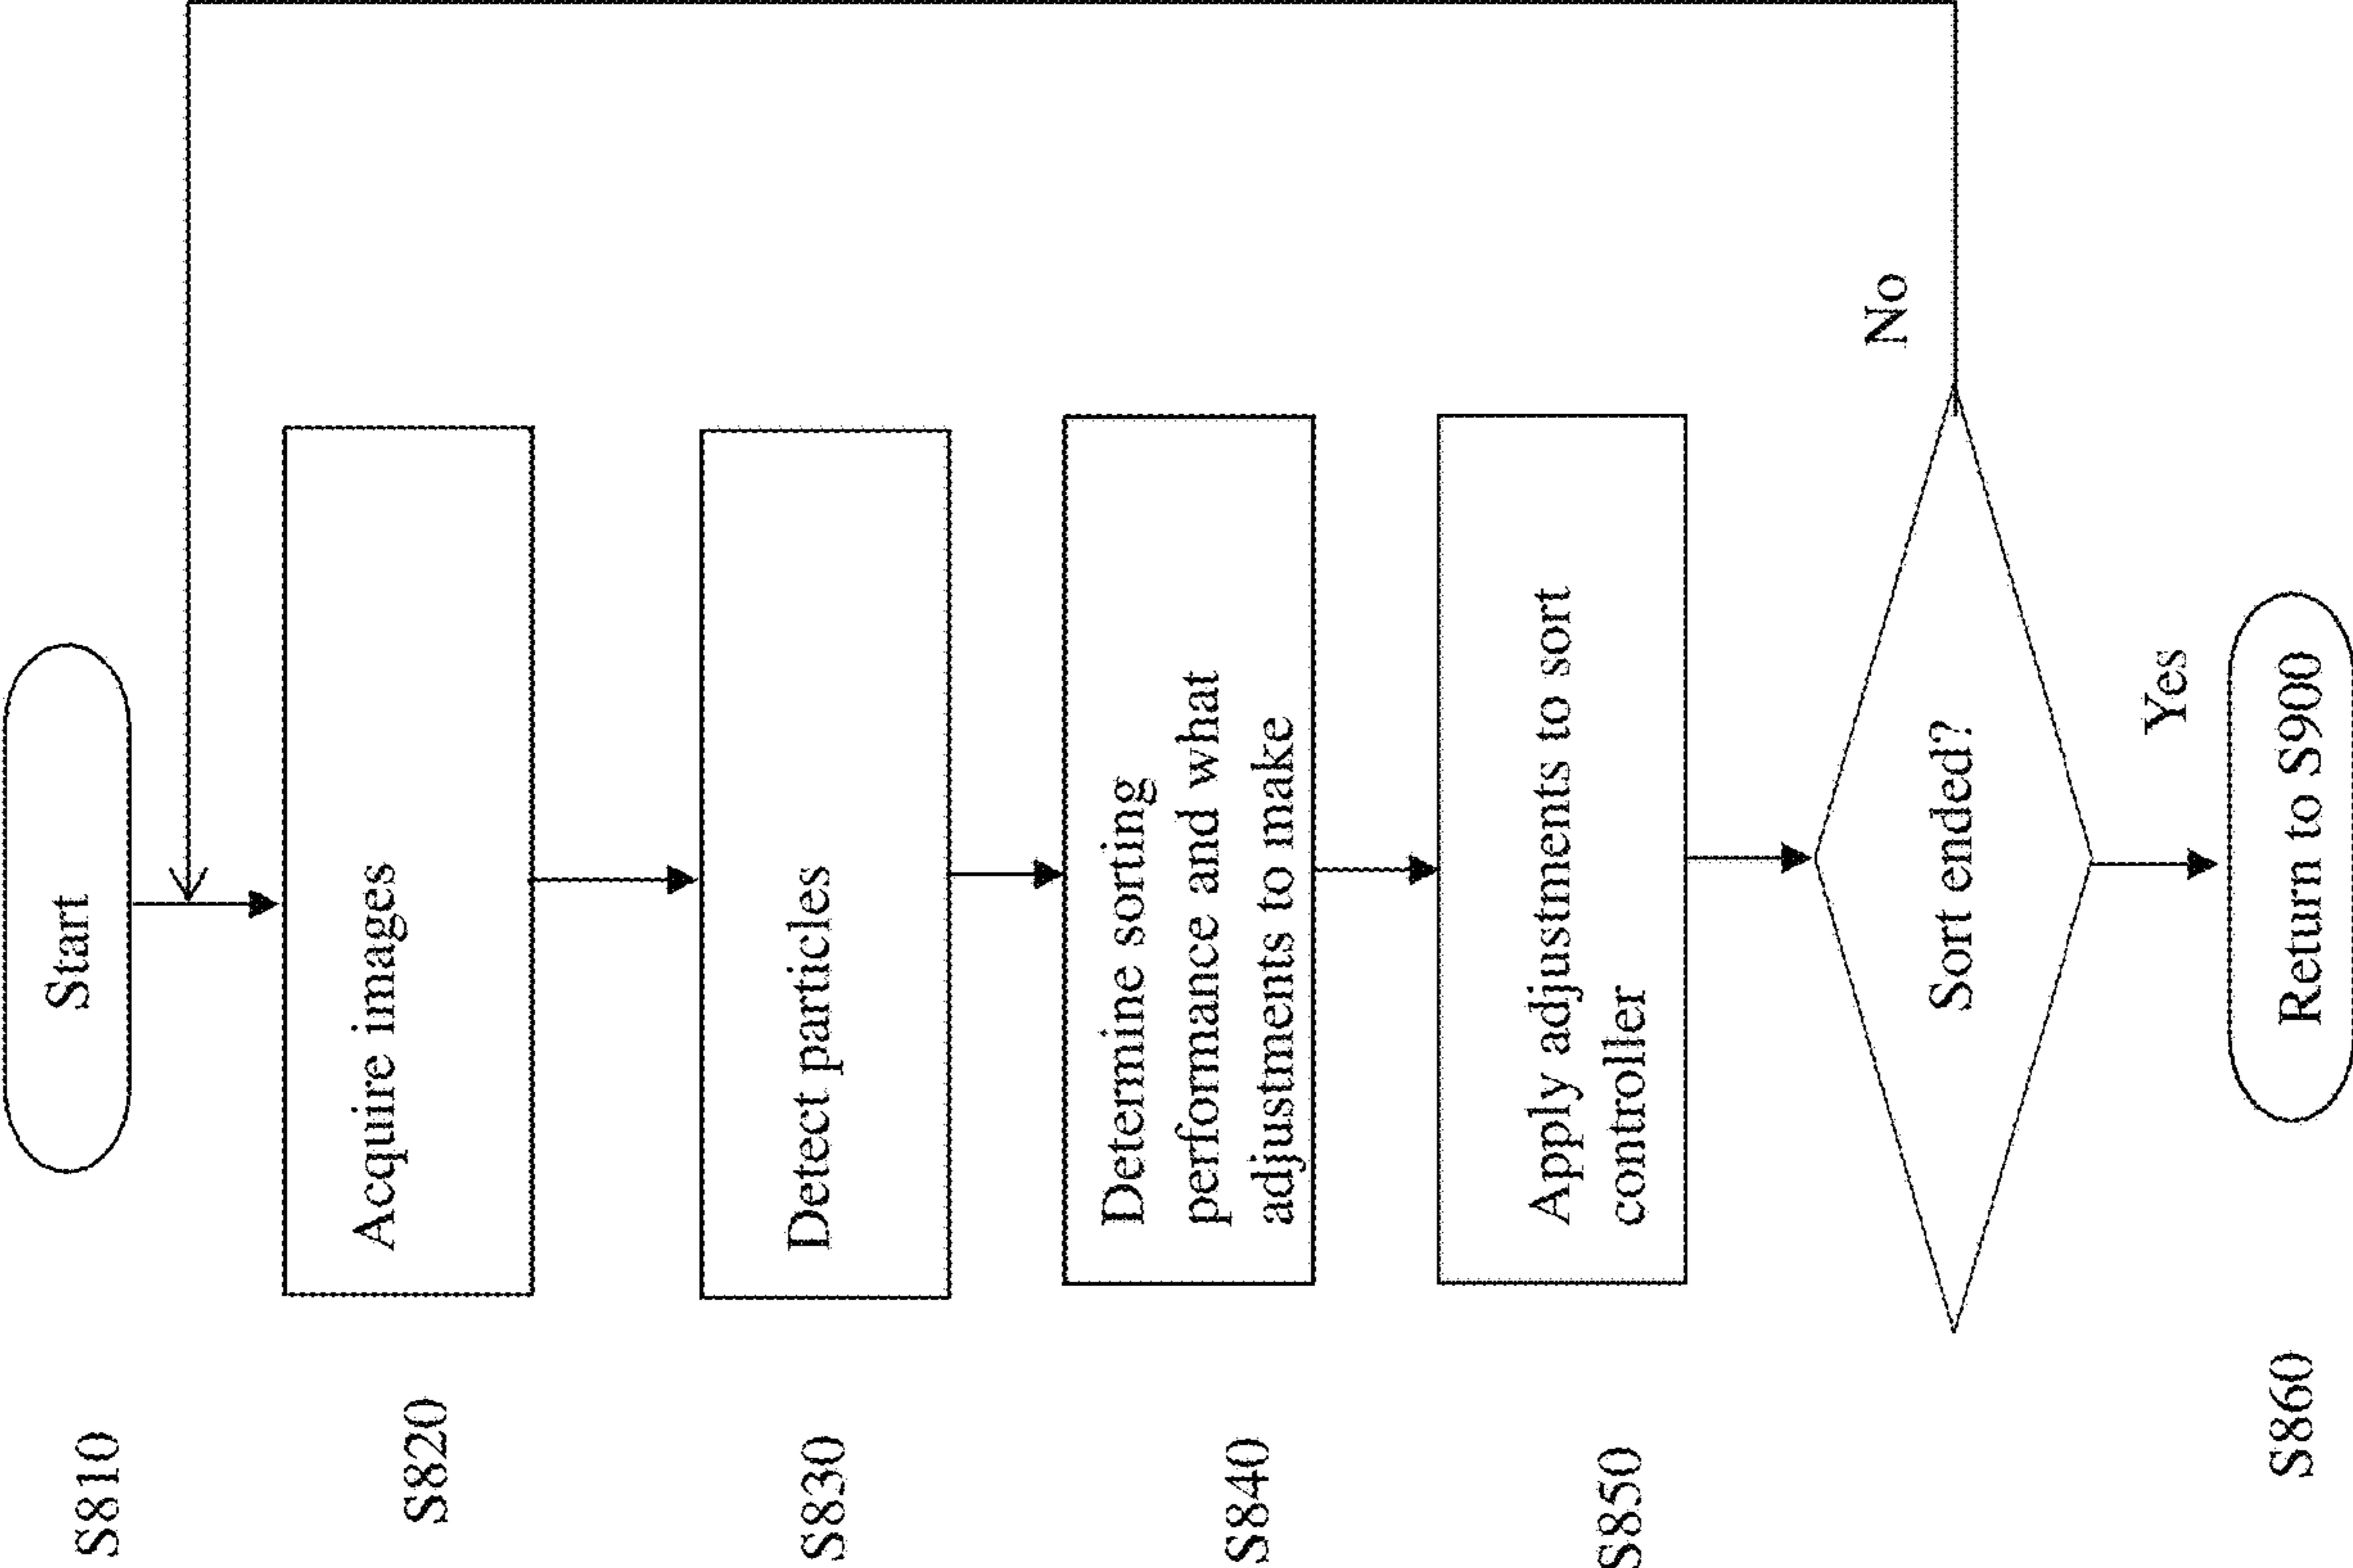 S810
Start
S820
Acquire images
S830
Detect particles
S840
Determine sorting
performance and what
adjustments to make
S850
Apply adjustments to sort
controller
Sort ended?
No
Yes
S860
Return to S900